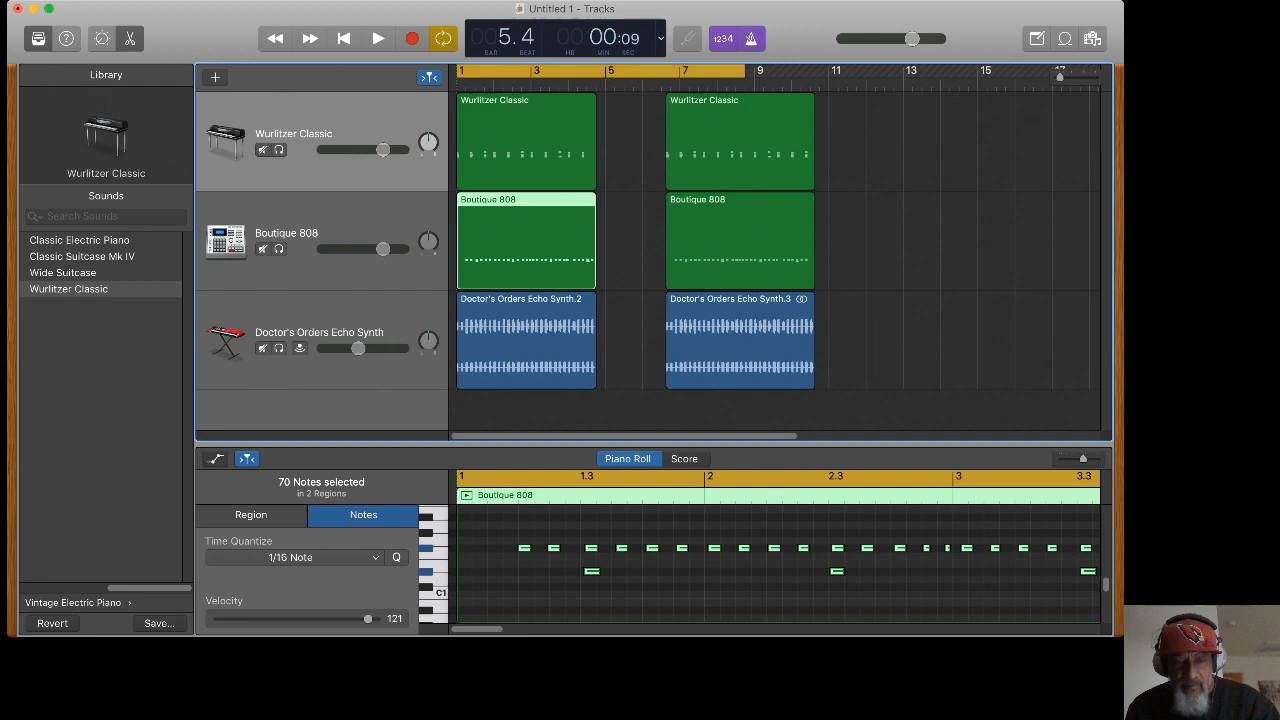 Untitled 1 - Tracks
5. 4
00:09
BAR BEAT HR MIN SEC
1234
Library
1 3 5 7 9 11 13 15 17
Wurlitzer Classic
Sounds
Search Sounds
Classic Electric Piano
Classic Suitcase Mk IV
Wide Suitcase
Wurlitzer Classic
Vintage Electric Piano ›
Revert Save...
Wurlitzer Classic
Boutique 808
Doctor's Orders Echo Synth
Wurlitzer Classic Wurlitzer Classic
Boutique 808 Boutique 808
Doctor's Orders Echo Synth.2 Doctor's Orders Echo Synth.3
Piano Roll Score
70 Notes selected
in 2 Regions
Region Notes
Time Quantize
1/16 Note Q
Velocity
121
1 1.3 2 2.3 3 3.3
Boutique 808
C1